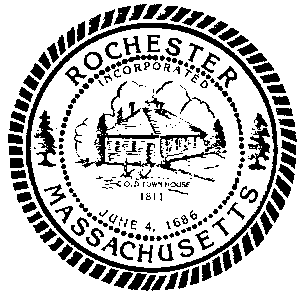 ROCHESTER
INCORPORATED
OLD TOWN HOUSE
1811
JUNE 4, 1686
MASSACHUSETTS